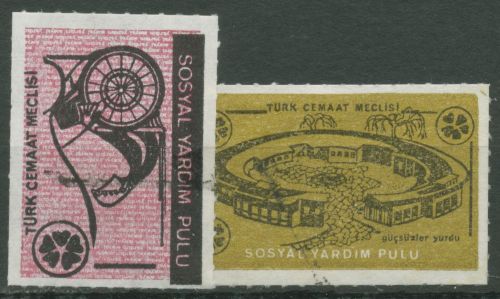 TÜRK CEMAAT MECLİSİ
SOSYAL YARDIM PULU
TÜRK CEMAAT MECLİSİ
güçsüzler yurdu
SOSYAL YARDIM PULU